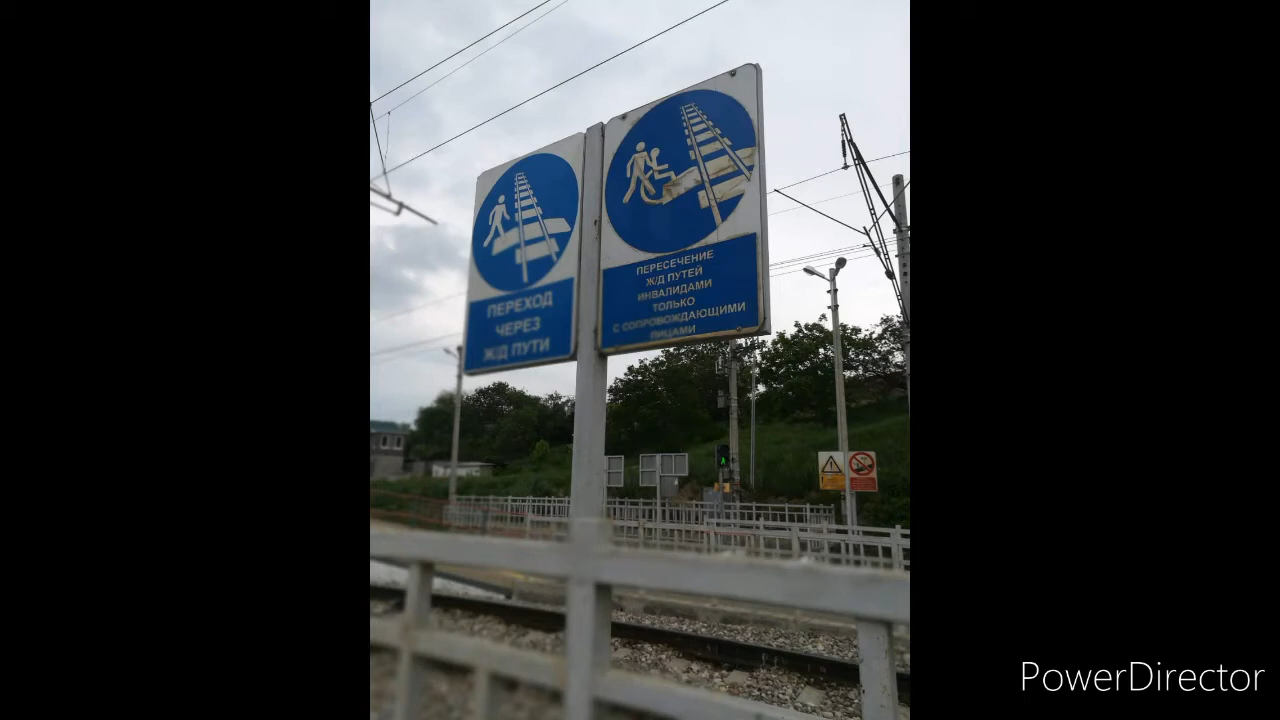 ПЕРЕХОД
ЧЕРЕЗ
Ж/Д ПУТИ
ПЕРЕСЕЧЕНИЕ
Ж/Д ПУТЕЙ
ИНВАЛИДАМИ
ТОЛЬКО
С СОПРОВОЖДАЮЩИМИ
ЛИЦАМИ
PowerDirector